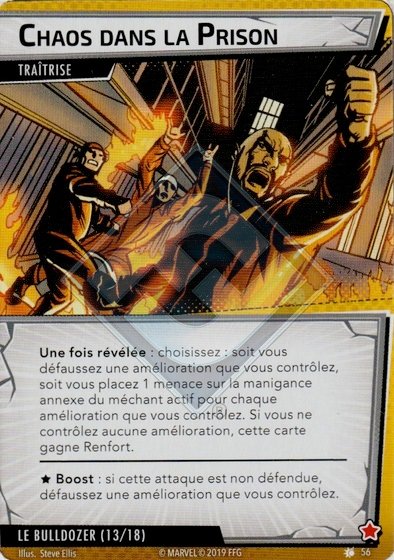 CHAOS DANS LA PRISON
TRAÎTRISE
Une fois révélée : choisissez : soit vous
défaussez une amélioration que vous contrôlez,
soit vous placez 1 menace sur la manigance
annexe du méchant actif pour chaque
amélioration que vous contrôlez. Si vous ne
contrôlez aucune amélioration, cette carte
gagne Renfort.
★ Boost : si cette attaque est non défendue,
défaussez une amélioration que vous contrôlez.
LE BULLDOZER (13/18)
Illus. Steve Ellis © MARVEL © 2019 FFG 56